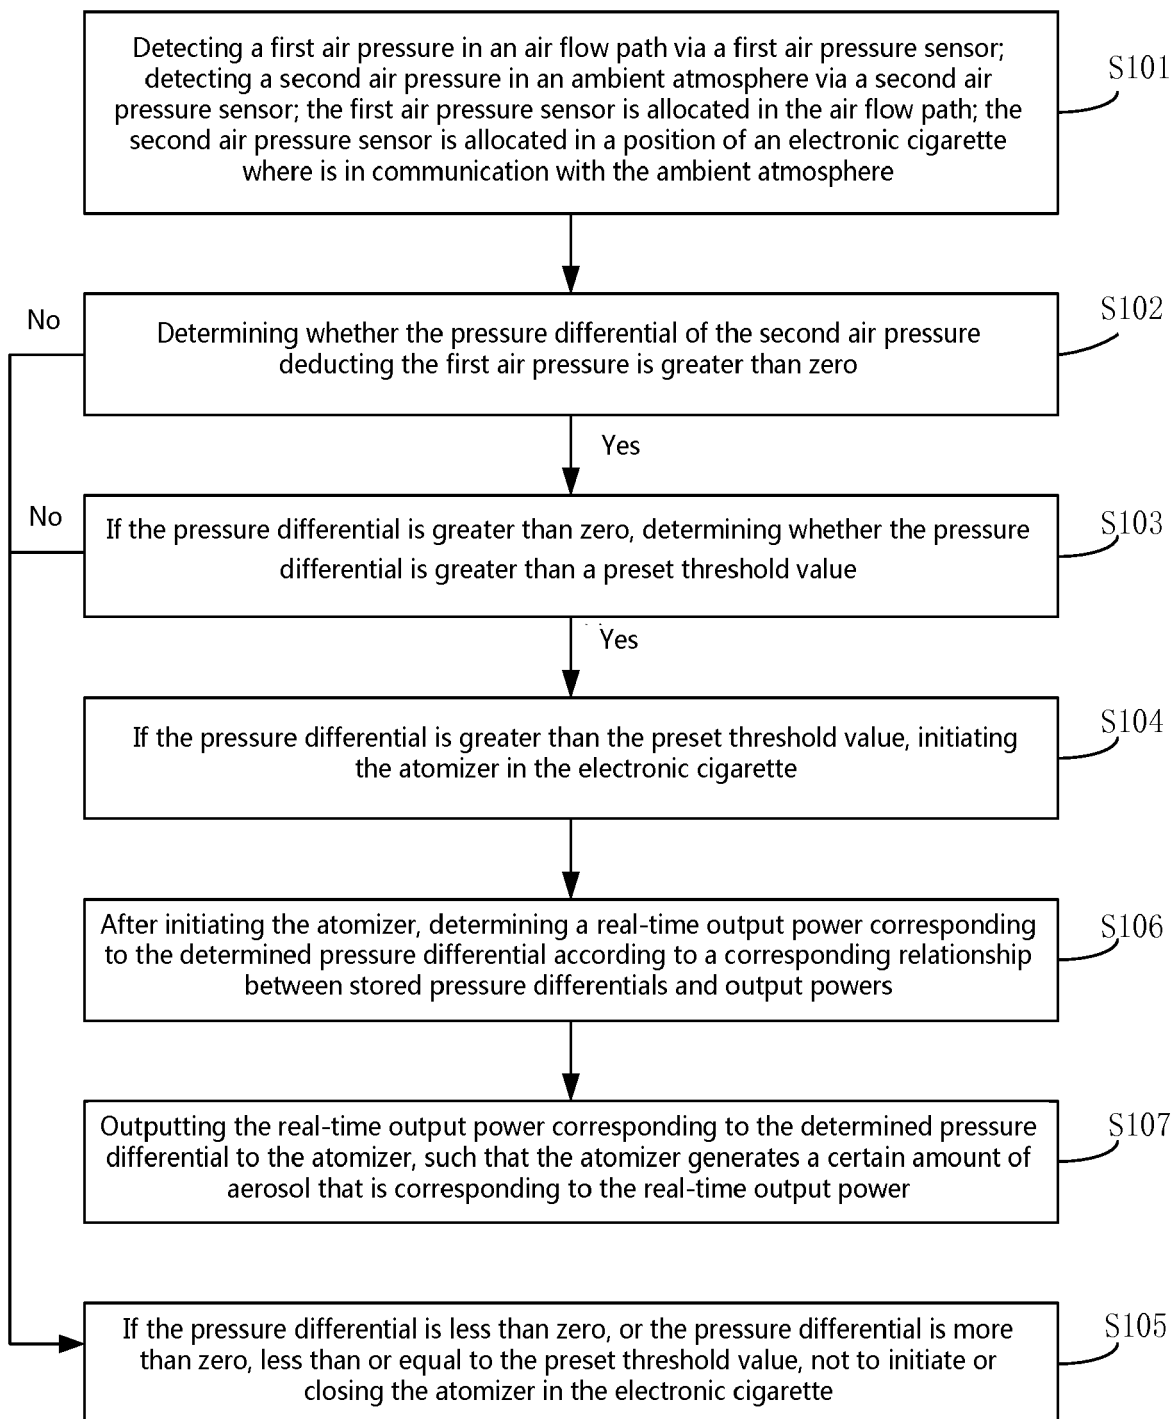 Detecting a first air pressure in an air flow path via a first air pressure sensor;
detecting a second air pressure in an ambient atmosphere via a second air
pressure sensor; the first air pressure sensor is allocated in the air flow path; the
second air pressure sensor is allocated in a position of an electronic cigarette
where is in communication with the ambient atmosphere
S101
No
Determining whether the pressure differential of the second air pressure
deducting the first air pressure is greater than zero
S102
Yes
No
If the pressure differential is greater than zero, determining whether the pressure
differential is greater than a preset threshold value
S103
Yes
If the pressure differential is greater than the preset threshold value, initiating
the atomizer in the electronic cigarette
S104
After initiating the atomizer, determining a real-time output power corresponding
to the determined pressure differential according to a corresponding relationship
between stored pressure differentials and output powers
S106
Outputting the real-time output power corresponding to the determined pressure
differential to the atomizer, such that the atomizer generates a certain amount of
aerosol that is corresponding to the real-time output power
S107
If the pressure differential is less than zero, or the pressure differential is more
than zero, less than or equal to the preset threshold value, not to initiate or
closing the atomizer in the electronic cigarette
S105